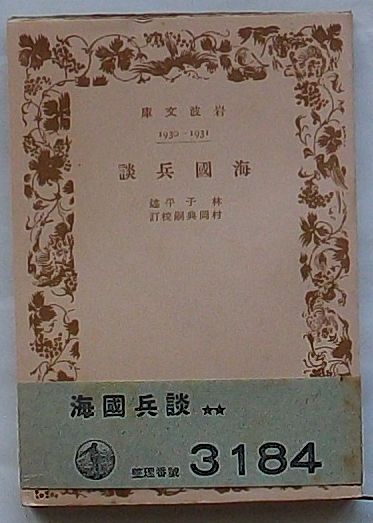 岩波文庫
1930-1931
海國兵談
林子平述
村岡典嗣校訂
海國兵談 ★★
整理番號 3184